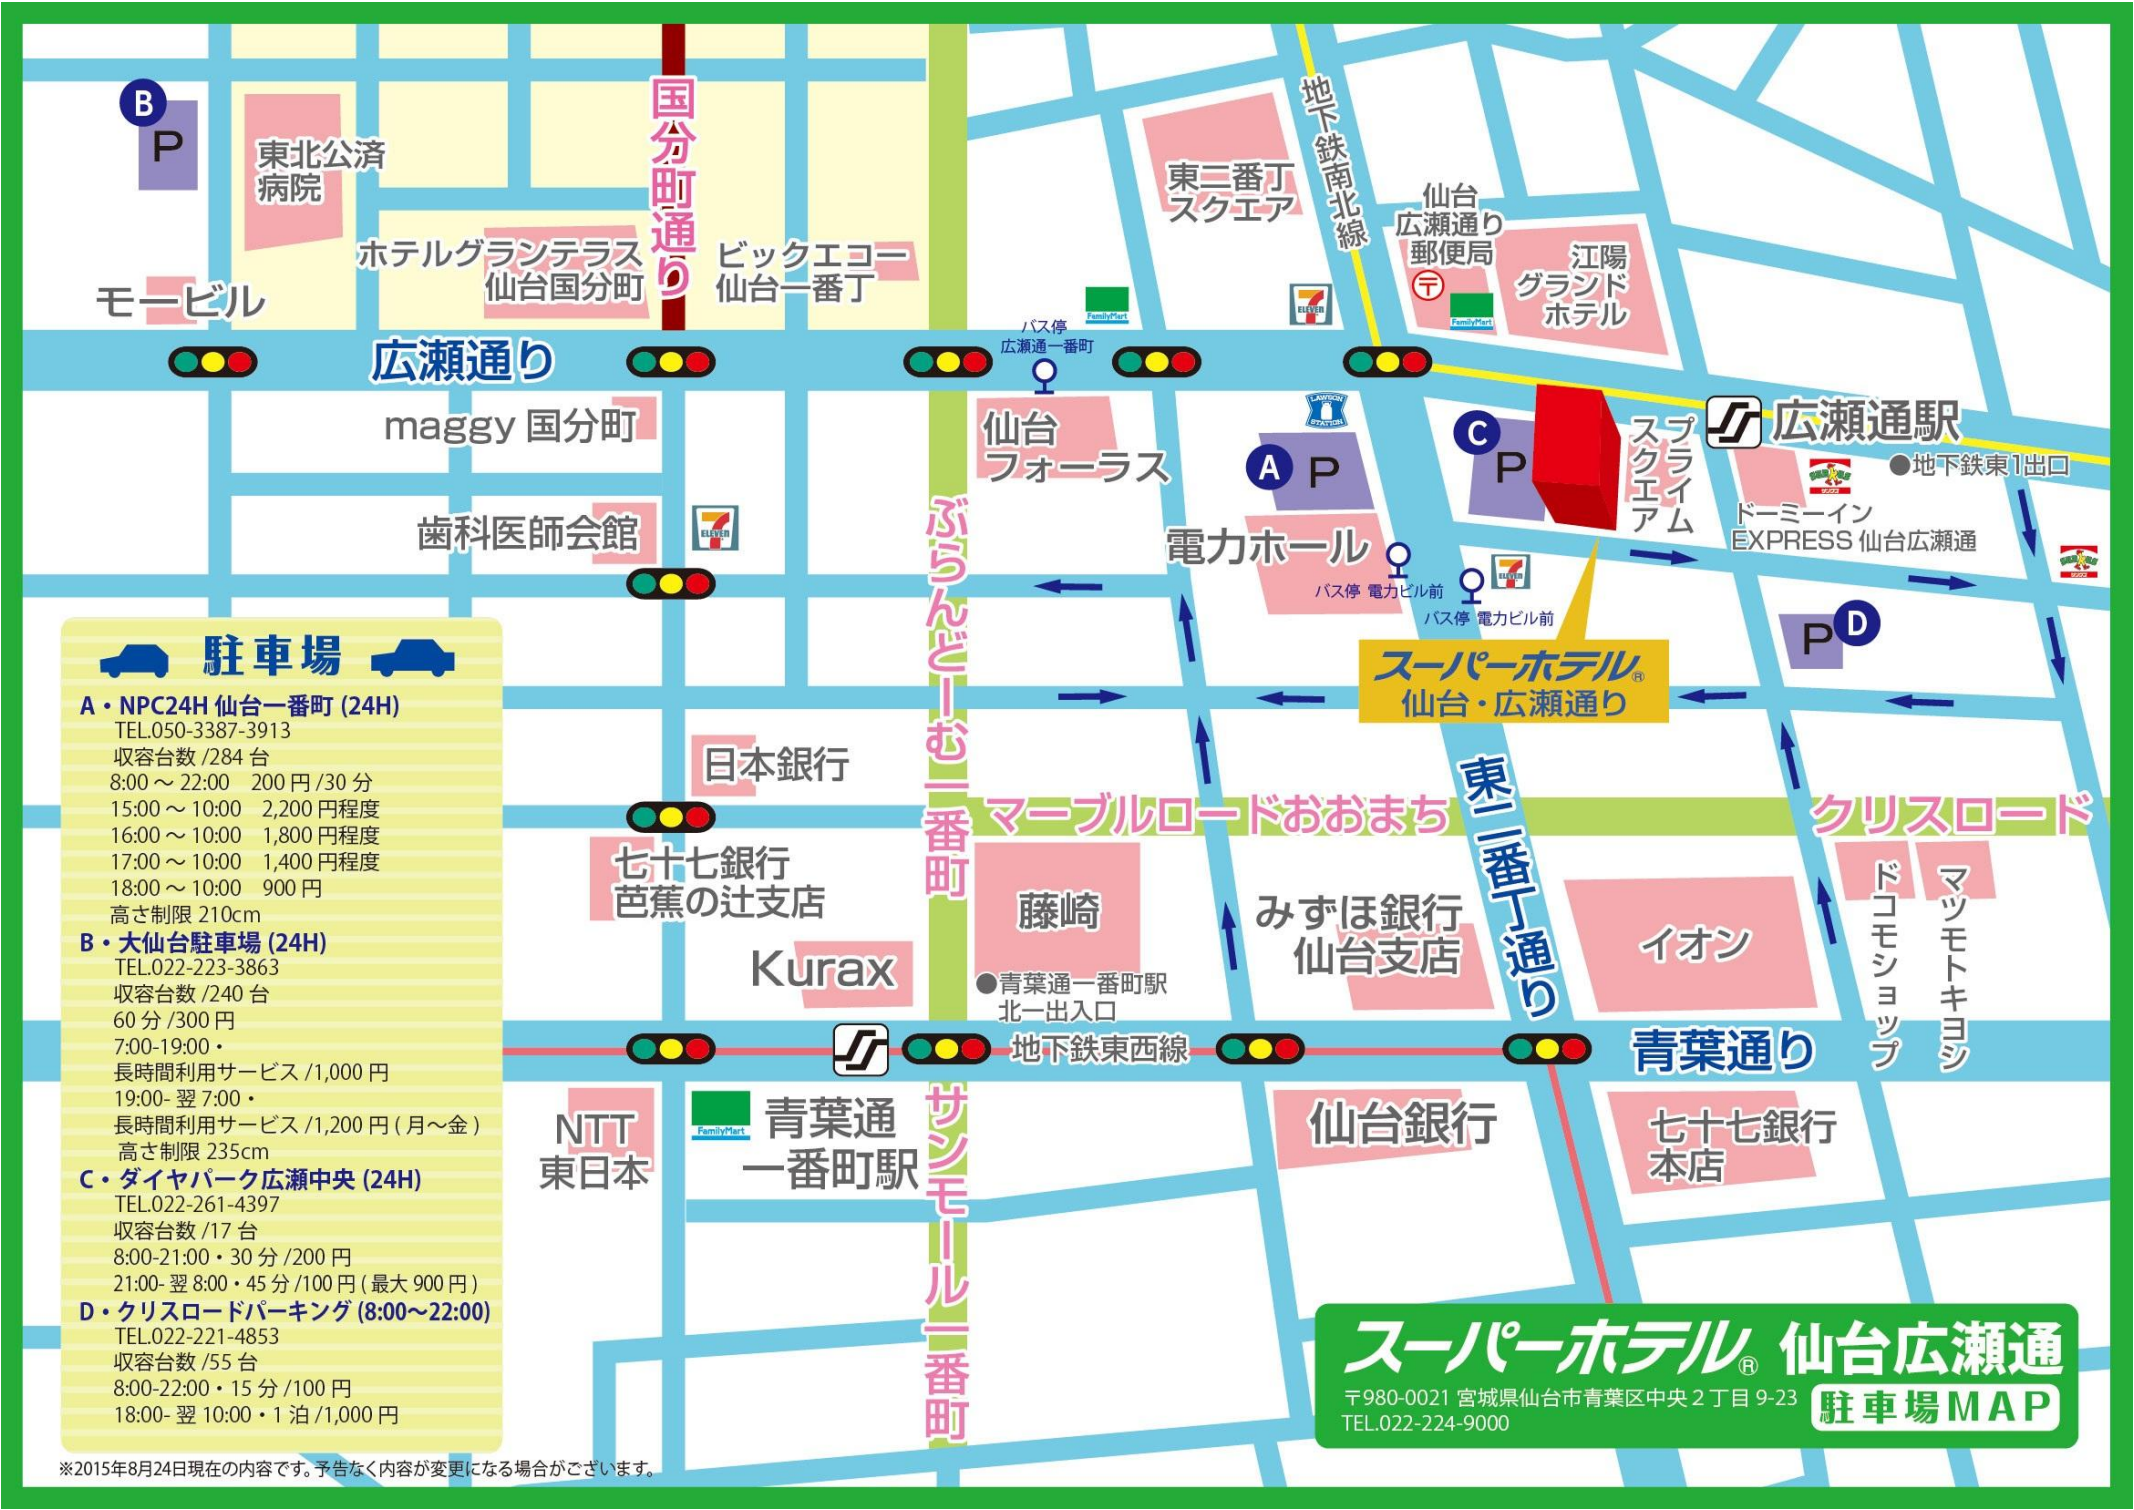 B
P
東北公済
病院
国分町通り
ホテルグランテラス
仙台国分町
ビックエコー
仙台一番丁
モービル
広瀬通り
maggy 国分町
歯科医師会館
7 ELEVEN
東二番丁
スクエア
地下鉄南北線
仙台
広瀬通り
郵便局
〒
江陽
グランド
ホテル
FamilyMart
7 ELEVEN
FamilyMart
バス停
広瀬通一番町
仙台
フォーラス
LAWSON
STATION
A
P
C
P
プライム
スクエア
広瀬通駅
●地下鉄東1出口
サンクス
ドーミーイン
EXPRESS 仙台広瀬通
サンクス
電力ホール
バス停 電力ビル前
7 ELEVEN
バス停 電力ビル前
P
D
スーパーホテル®
仙台・広瀬通り
ぶらんどーむ一番町
日本銀行
マーブルロードおおまち
クリスロード
東二番丁通り
七十七銀行
芭蕉の辻支店
Kurax
藤崎
●青葉通一番町駅
北一出入口
みずほ銀行
仙台支店
イオン
ドコモショップ
マツモトキヨシ
地下鉄東西線
青葉通り
NTT
東日本
FamilyMart
青葉通
一番町駅
サンモール一番町
仙台銀行
七十七銀行
本店
駐車場
A・NPC24H 仙台一番町 (24H)
TEL.050-3387-3913
収容台数 /284 台
8:00 ～ 22:00 200 円 /30 分
15:00 ～ 10:00 2,200 円程度
16:00 ～ 10:00 1,800 円程度
17:00 ～ 10:00 1,400 円程度
18:00 ～ 10:00 900 円
高さ制限 210cm
B・大仙台駐車場 (24H)
TEL.022-223-3863
収容台数 /240 台
60 分 /300 円
7:00-19:00・
長時間利用サービス /1,000 円
19:00- 翌 7:00・
長時間利用サービス /1,200 円 ( 月～金 )
高さ制限 235cm
C・ダイヤパーク広瀬中央 (24H)
TEL.022-261-4397
収容台数 /17 台
8:00-21:00・30 分 /200 円
21:00- 翌 8:00・45 分 /100 円 ( 最大 900 円 )
D・クリスロードパーキング (8:00～22:00)
TEL.022-221-4853
収容台数 /55 台
8:00-22:00・15 分 /100 円
18:00- 翌 10:00・1 泊 /1,000 円
※2015年8月24日現在の内容です。予告なく内容が変更になる場合がございます。
スーパーホテル® 仙台広瀬通
〒980-0021 宮城県仙台市青葉区中央 2 丁目 9-23
TEL.022-224-9000
駐車場MAP